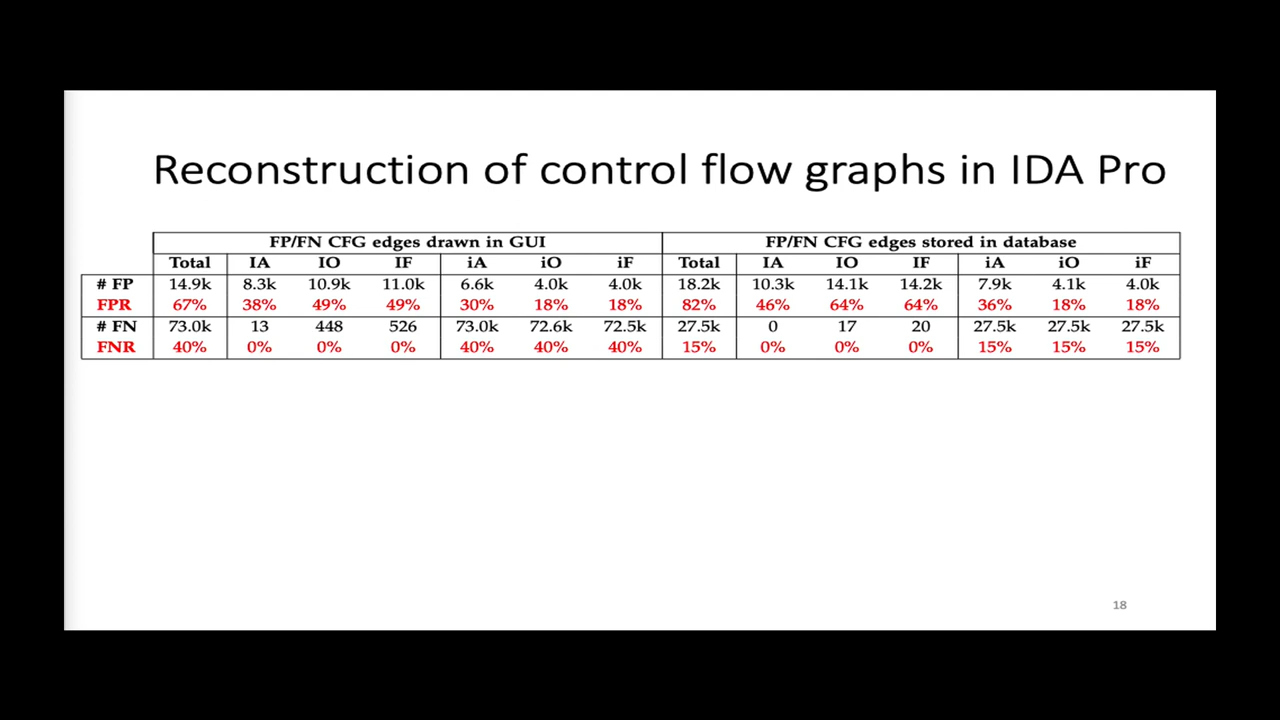 Reconstruction of control flow graphs in IDA Pro
FP/FN CFG edges drawn in GUI FP/FN CFG edges stored in database
Total IA IO IF iA iO iF Total IA IO IF iA iO iF
# FP 14.9k 8.3k 10.9k 11.0k 6.6k 4.0k 4.0k 18.2k 10.3k 14.1k 14.2k 7.9k 4.1k 4.0k
FPR 67% 38% 49% 49% 30% 18% 18% 82% 46% 64% 64% 36% 18% 18%
# FN 73.0k 13 448 526 73.0k 72.6k 72.5k 27.5k 0 17 20 27.5k 27.5k 27.5k
FNR 40% 0% 0% 0% 40% 40% 40% 15% 0% 0% 0% 15% 15% 15%
18